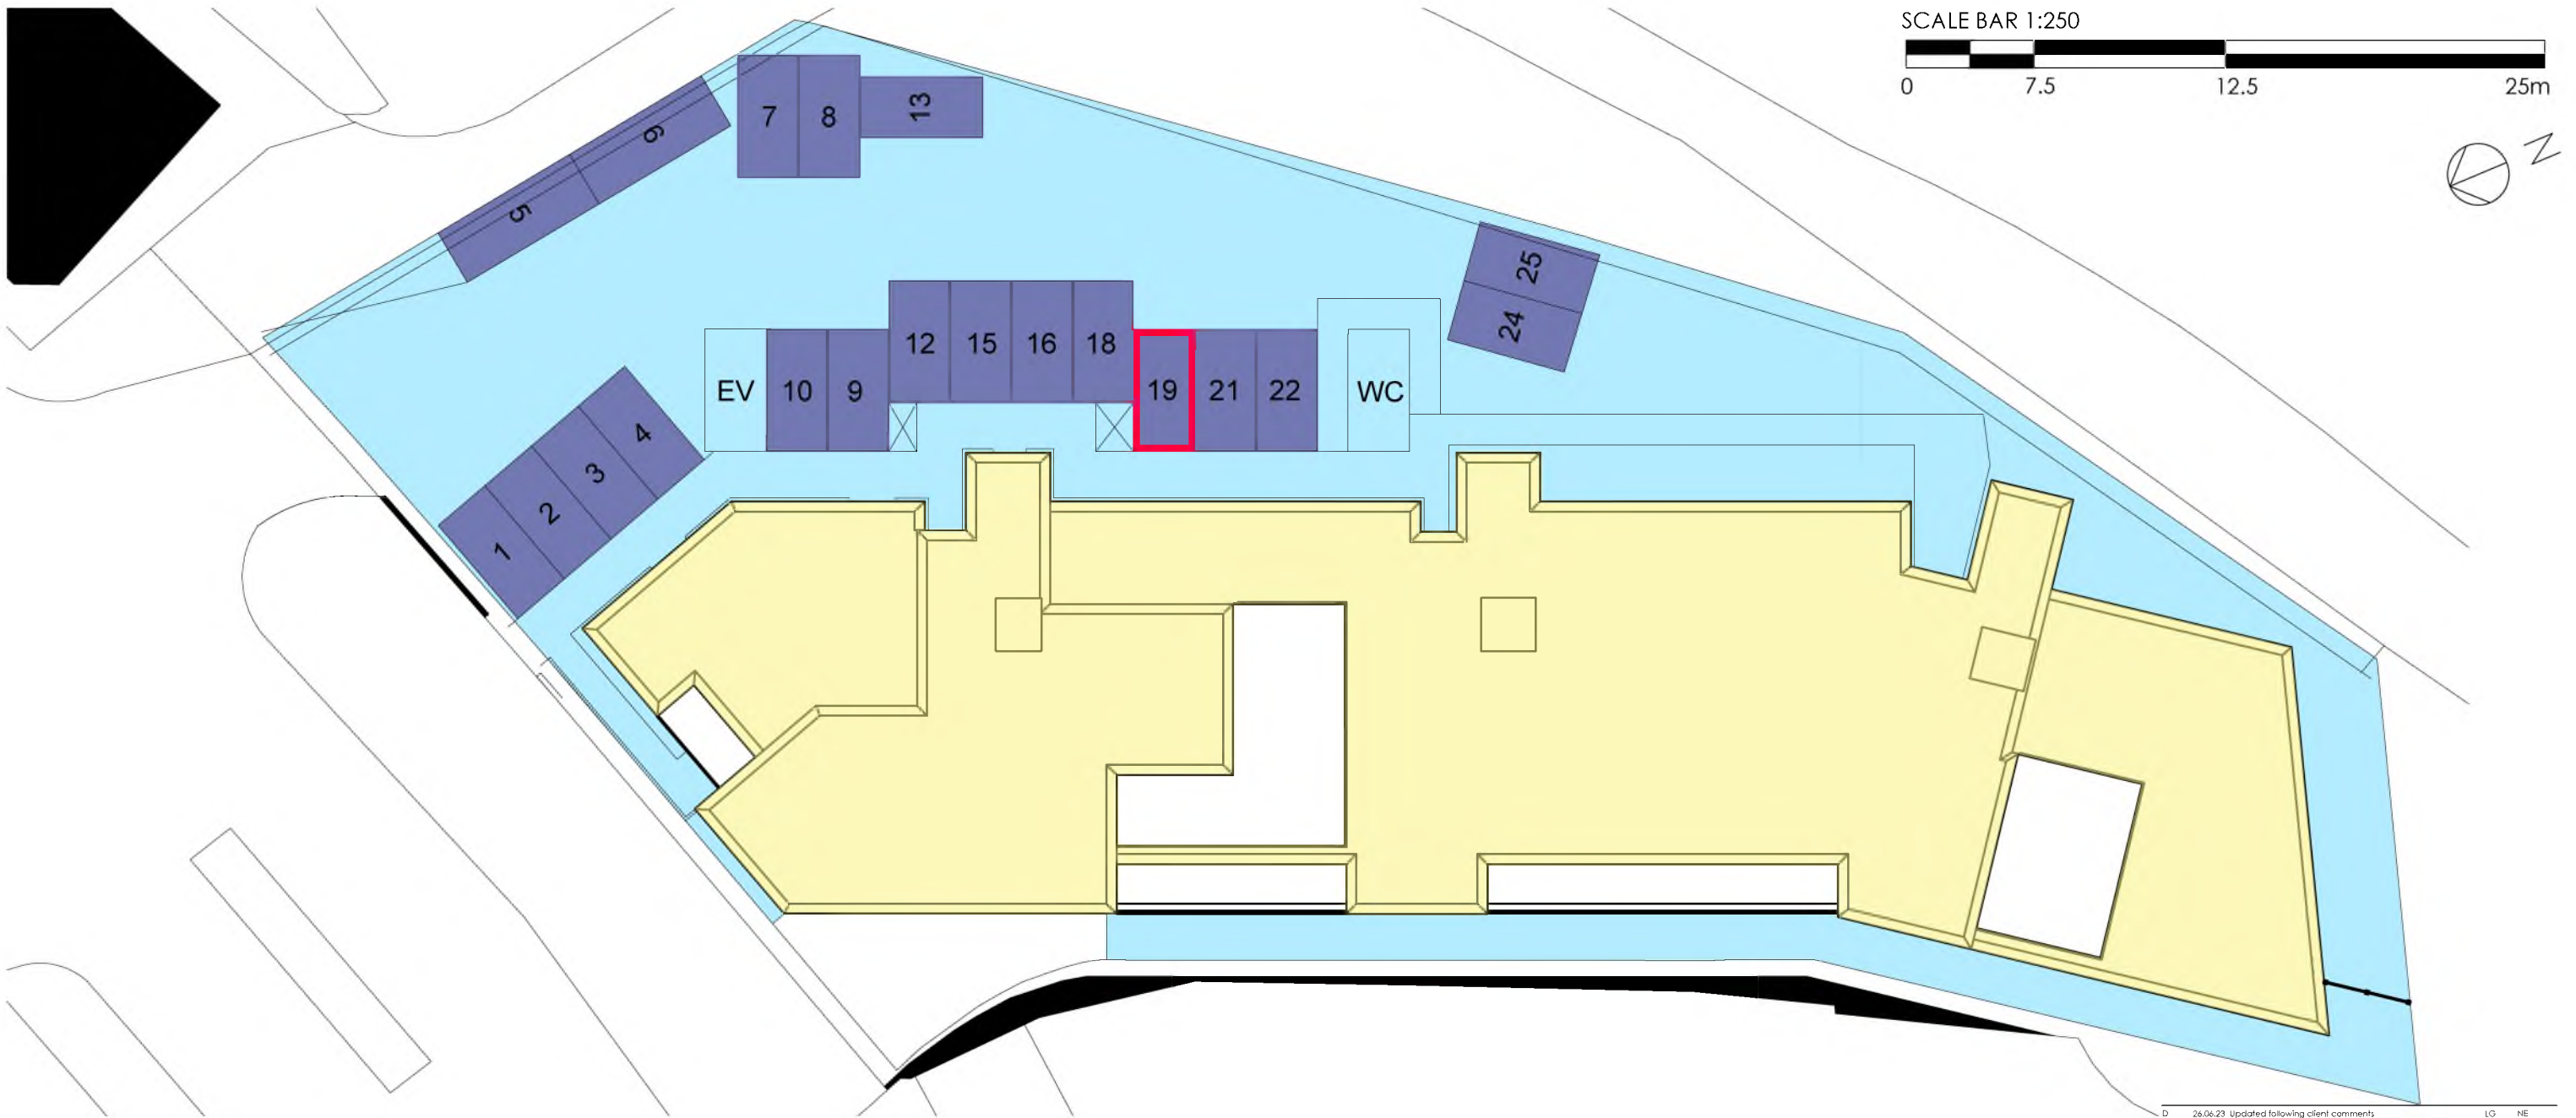 SCALE BAR 1:250
0 7.5 12.5 25m
N
7 8 13
6
5
25
24
12 15 16 18
EV 10 9 19 21 22 WC
4
3
2
1
D 26.06.23 Updated following client comments LG NE